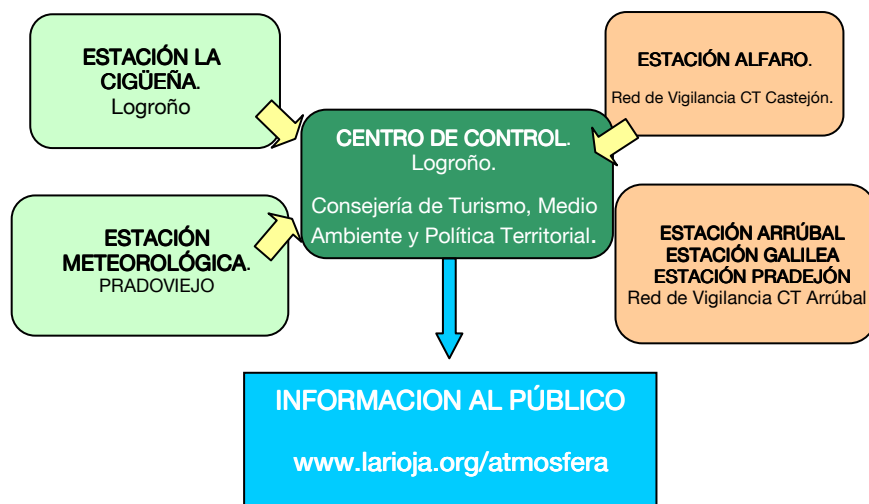 ESTACIÓN LA
CIGÜEÑA.
Logroño
ESTACIÓN ALFARO.
Red de Vigilancia CT Castejón.
CENTRO DE CONTROL.
Logroño.
Consejería de Turismo, Medio
Ambiente y Política Territorial.
ESTACIÓN
METEOROLÓGICA.
PRADOVIEJO
ESTACIÓN ARRÚBAL
ESTACIÓN GALILEA
ESTACIÓN PRADEJÓN
Red de Vigilancia CT Arrúbal
INFORMACION AL PÚBLICO
www.larioja.org/atmosfera